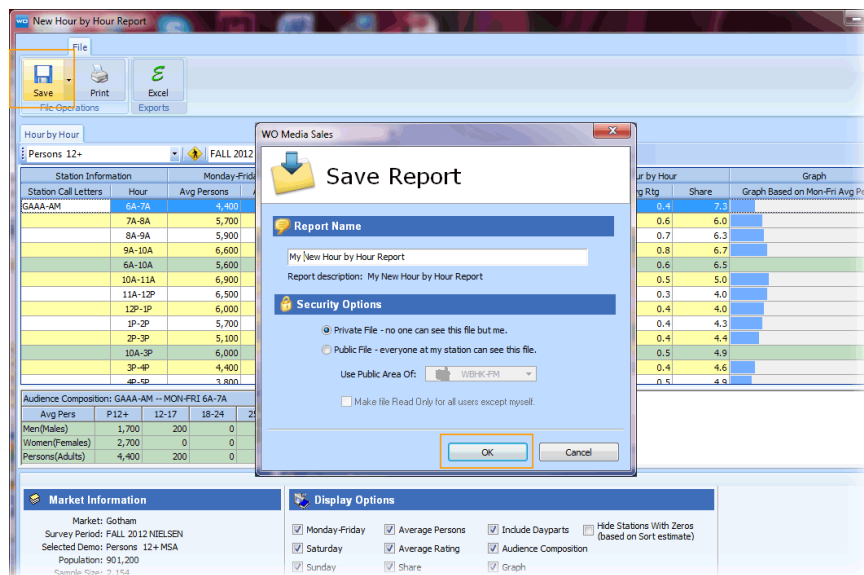 wo New Hour by Hour Report
File
Save Print Excel
File Operations Exports
Hour by Hour
Persons 12+ FALL 2012
Station Information Monday-Frida ur by Hour Graph
Station Call Letters Hour Avg Persons g Rtg Share Graph Based on Mon-Fri Avg Pe
GAAA-AM 6A-7A 4,400 0.4 7.3
7A-8A 5,700 0.6 6.0
8A-9A 5,900 0.7 6.3
9A-10A 6,600 0.8 6.7
6A-10A 5,600 0.6 6.5
10A-11A 6,900 0.5 5.0
11A-12P 6,500 0.3 4.0
12P-1P 6,000 0.4 4.0
1P-2P 5,700 0.4 4.3
2P-3P 5,100 0.4 4.4
10A-3P 6,000 0.5 4.9
3P-4P 4,400 0.4 4.6
4P-5P 3,800 0.5 4.9
WO Media Sales
Save Report
Report Name
My New Hour by Hour Report
Report description: My New Hour by Hour Report
Security Options
Private File - no one can see this file but me.
Public File - everyone at my station can see this file.
Use Public Area Of: WBHK-FM
Make file Read Only for all users except myself.
OK Cancel
Audience Composition: GAAA-AM -- MON-FRI 6A-7A
Avg Pers P12+ 12-17 18-24 25
Men(Males) 1,700 200 0
Women(Females) 2,700 0 0
Persons(Adults) 4,400 200 0
Market Information
Market: Gotham
Survey Period: FALL 2012 NIELSEN
Selected Demo: Persons 12+ MSA
Population: 901,200
Sample Size: 2,154
Display Options
Monday-Friday Average Persons Include Dayparts Hide Stations With Zeros
(based on Sort estimate)
Saturday Average Rating Audience Composition
Sunday Share Graph